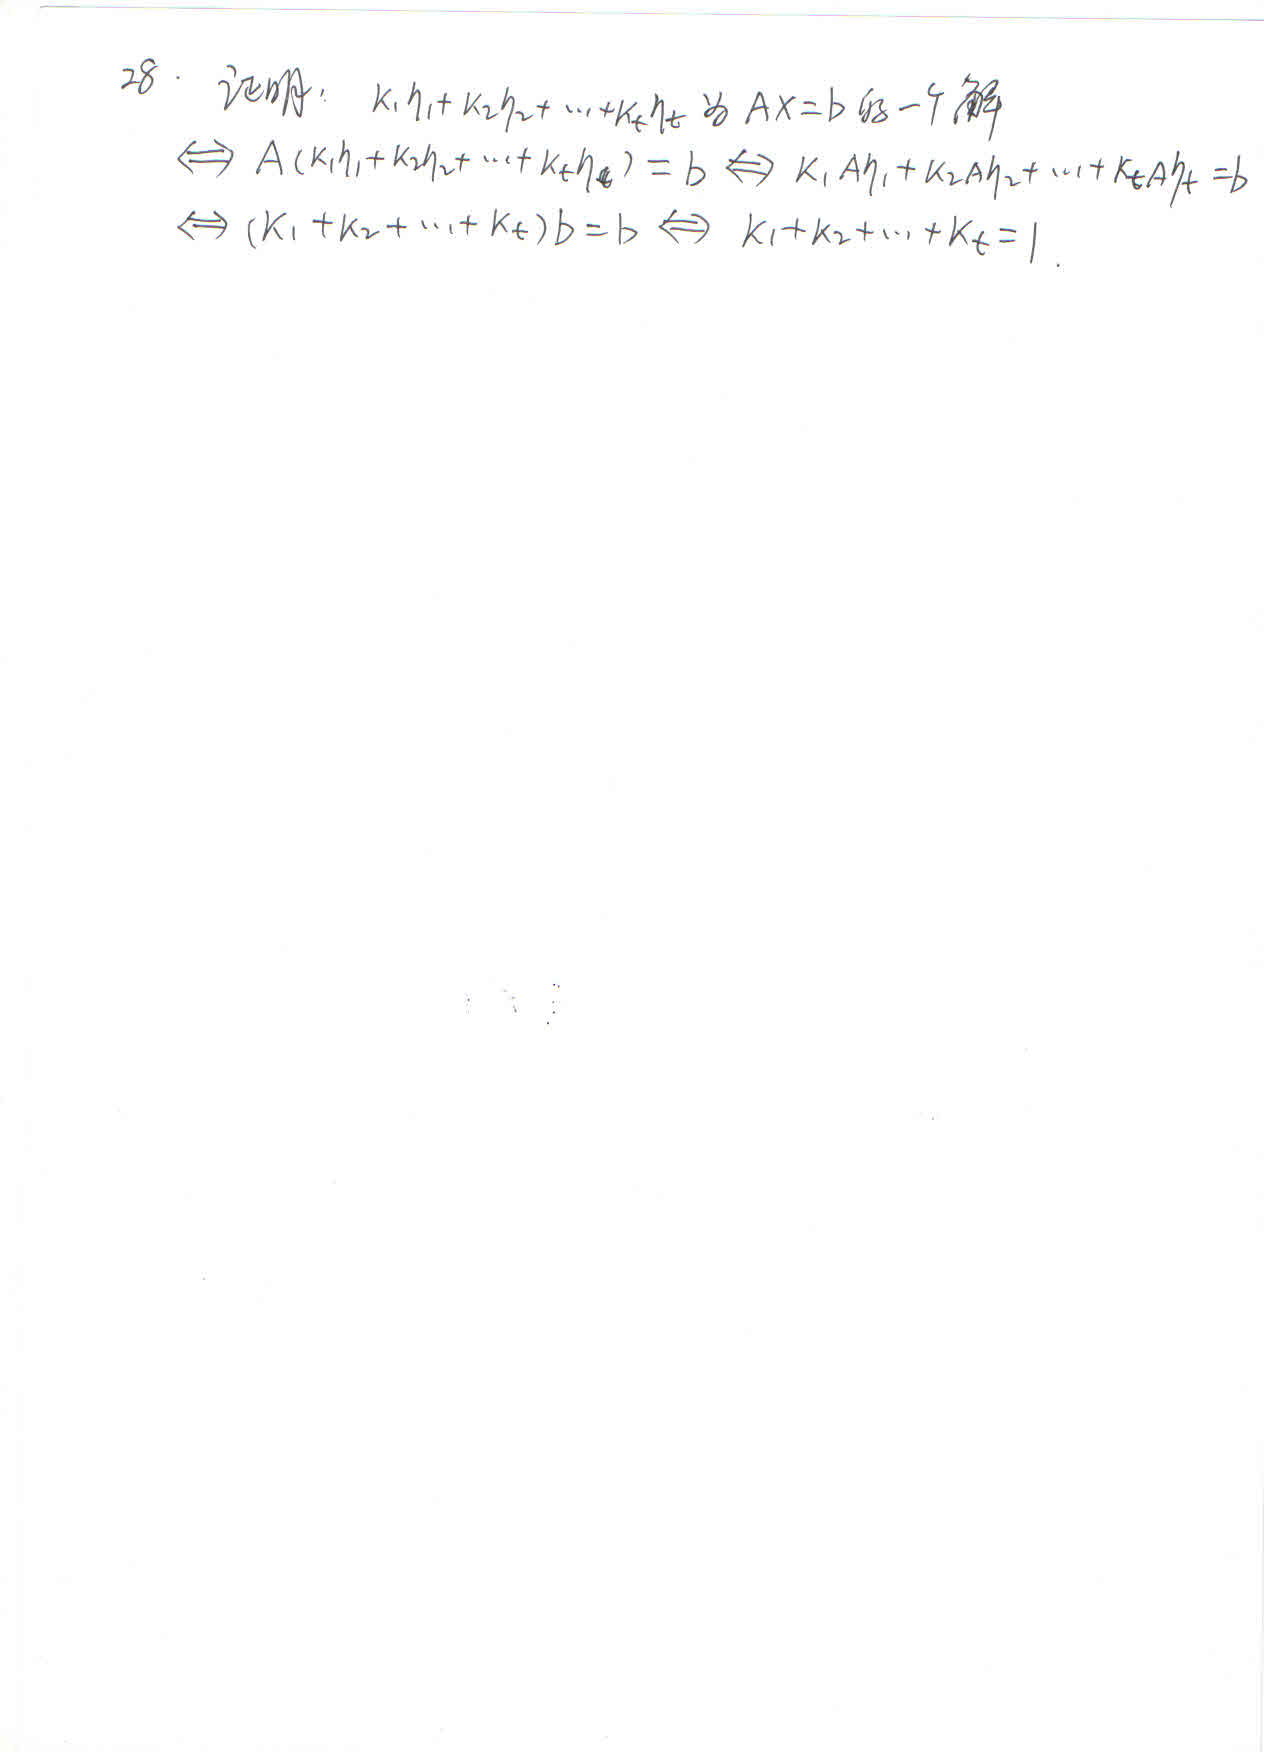 28. 证明: k₁η₁+k₂η₂+…+kₜηₜ 为 AX=b 的一个解
⟺ A(k₁η₁+k₂η₂+…+kₜηₜ)=b ⟺ k₁Aη₁+k₂Aη₂+…+kₜAηₜ=b
⟺ (k₁+k₂+…+kₜ)b=b ⟺ k₁+k₂+…+kₜ=1.